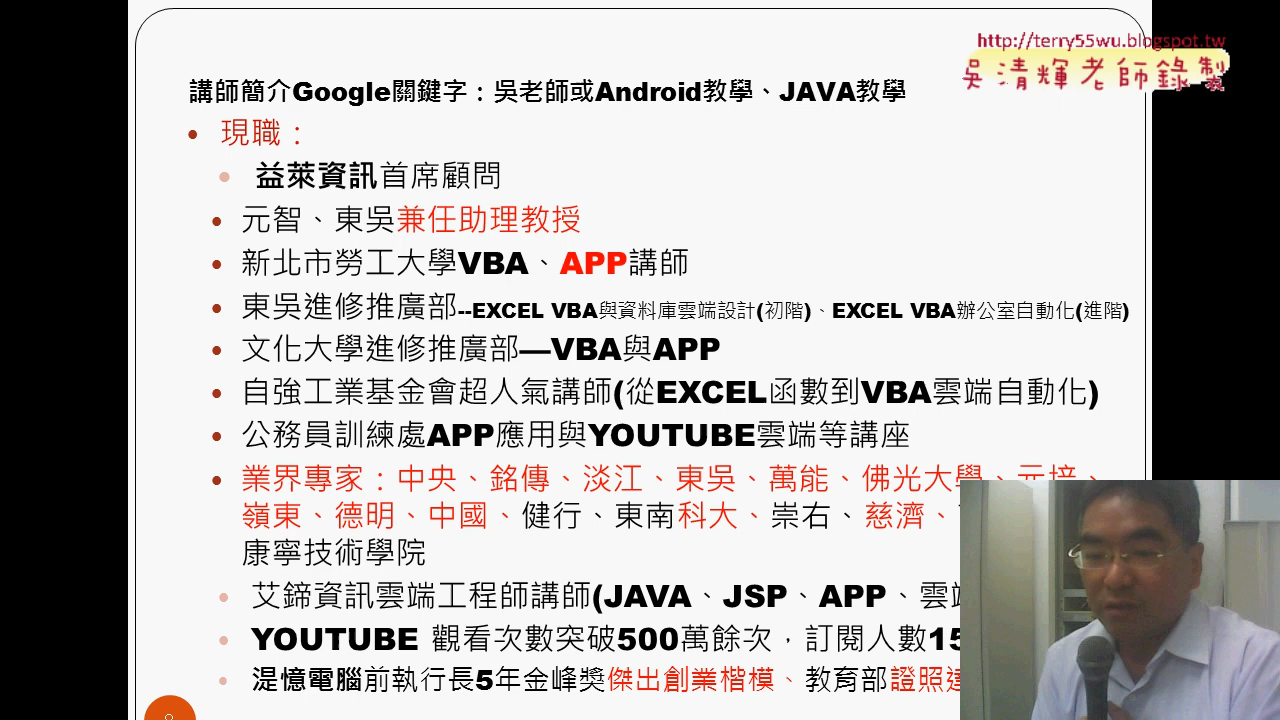 http://terry55wu.blogspot.tw
吳清輝老師錄製
講師簡介Google關鍵字：吳老師或Android教學、JAVA教學
• 現職：
• 益萊資訊首席顧問
• 元智、東吳兼任助理教授
• 新北市勞工大學VBA、APP講師
• 東吳進修推廣部--EXCEL VBA與資料庫雲端設計(初階)、EXCEL VBA辦公室自動化(進階)
• 文化大學進修推廣部—VBA與APP
• 自強工業基金會超人氣講師(從EXCEL函數到VBA雲端自動化)
• 公務員訓練處APP應用與YOUTUBE雲端等講座
• 業界專家：中央、銘傳、淡江、東吳、萬能、佛光大學、元培、
嶺東、德明、中國、健行、東南科大、崇右、慈濟、
康寧技術學院
• 艾鍗資訊雲端工程師講師(JAVA、JSP、APP、雲
• YOUTUBE 觀看次數突破500萬餘次，訂閱人數15
• 湜憶電腦前執行長5年金峰獎傑出創業楷模、教育部證照